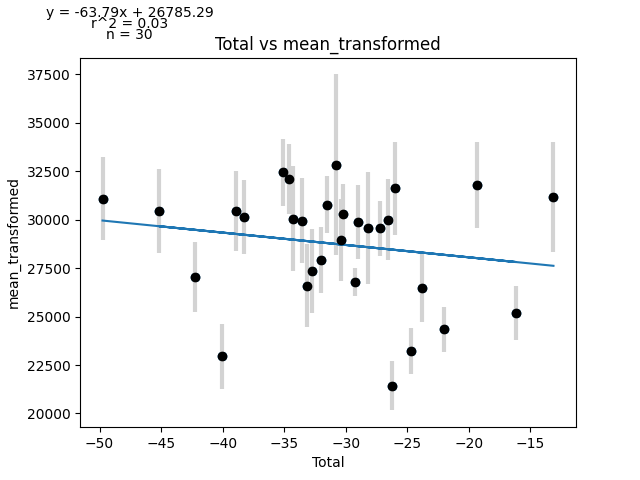 y = -63.79x + 26785.29
r^2 = 0.03
n = 30
Total vs mean_transformed
37500
35000
32500
30000
27500
25000
22500
20000
mean_transformed
−50
−45
−40
−35
−30
−25
−20
−15
Total